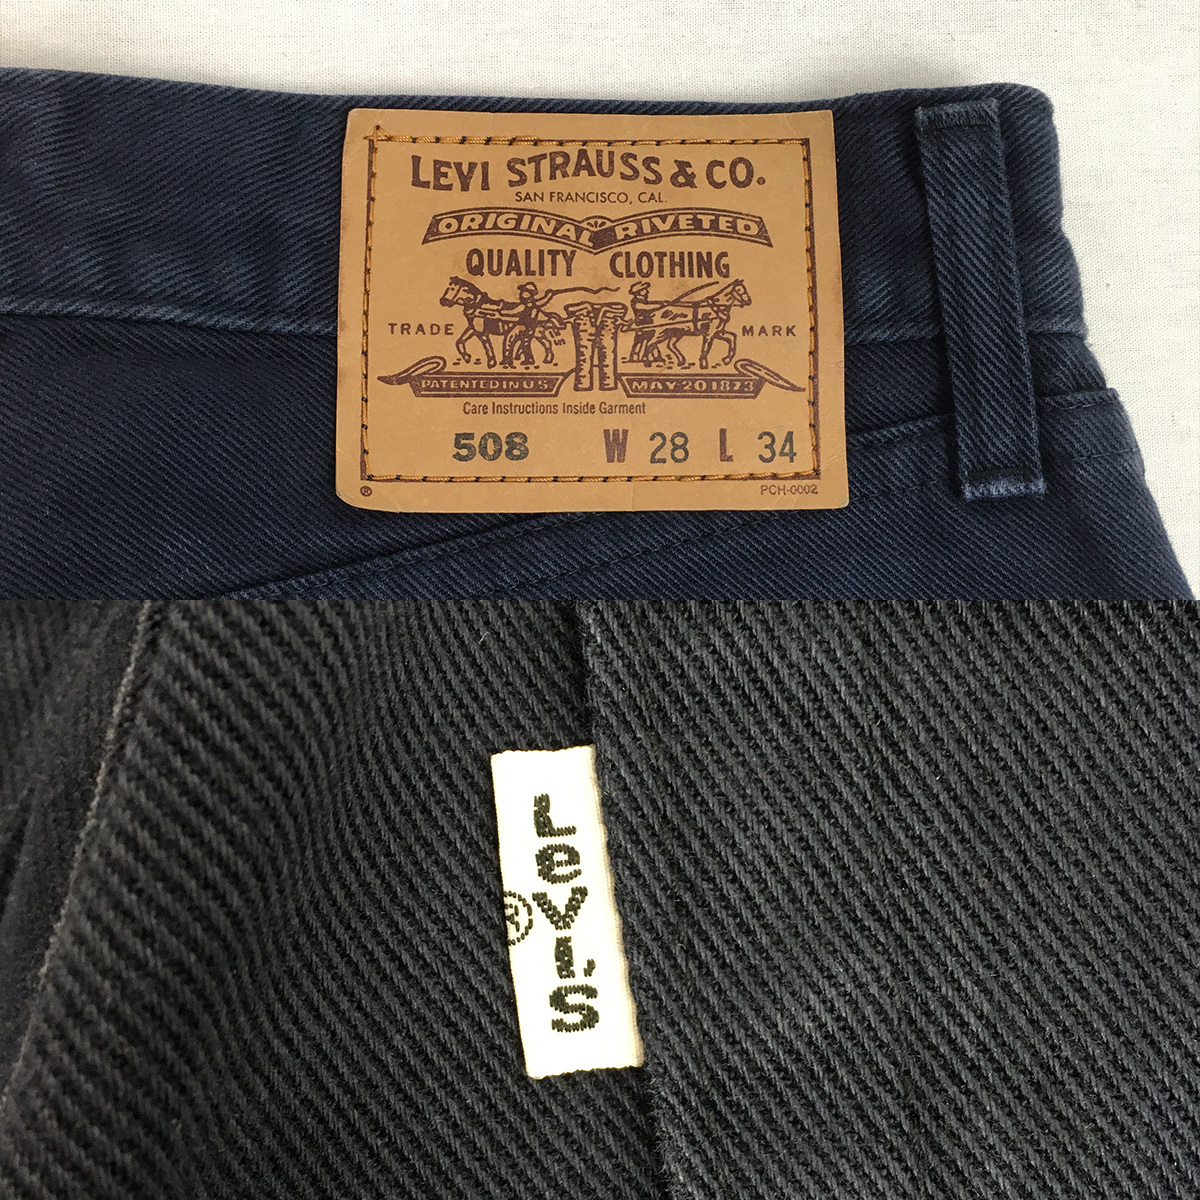 LEVI STRAUSS & CO.
SAN FRANCISCO, CAL.
ORIGINAL RIVETED
QUALITY CLOTHING
TRADE MARK
PATENTED IN U.S. MAY 20 1873
Care Instructions Inside Garment
508 W 28 L 34
® PCH-0002
LeVI'S
®